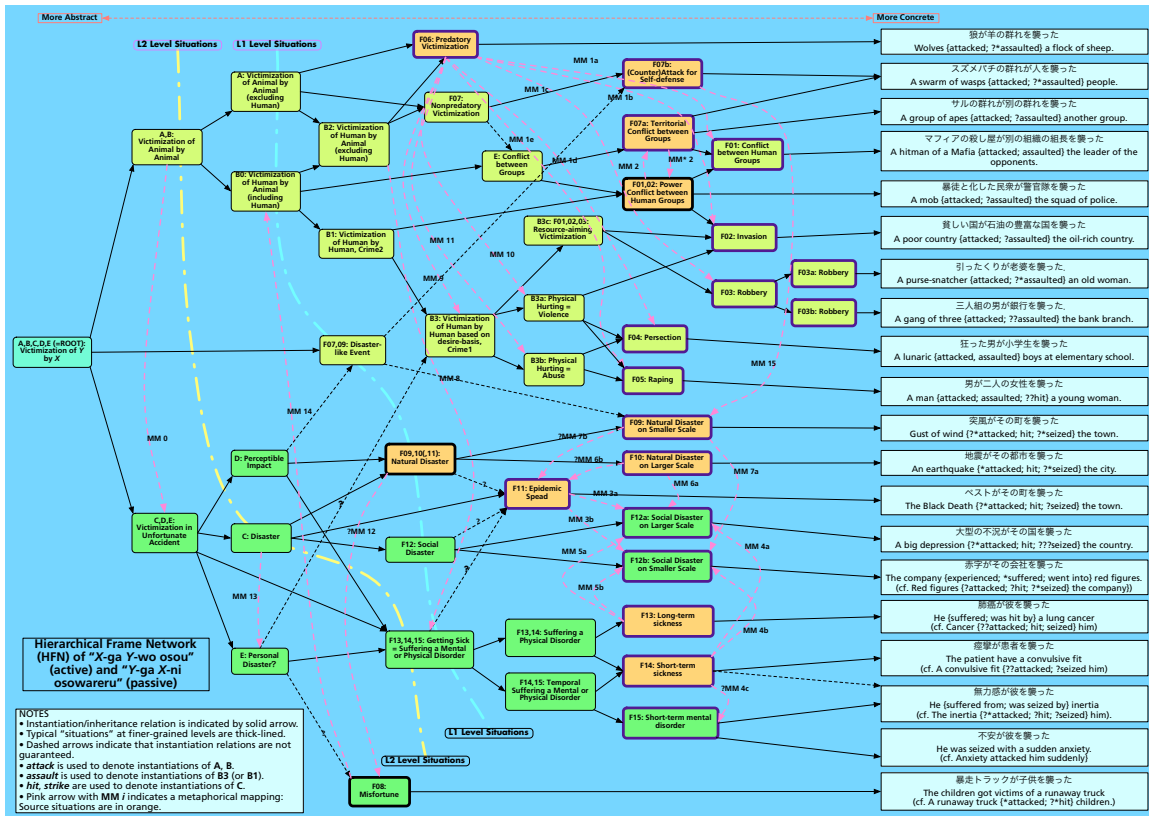 More Abstract
More Concrete
L2 Level Situations
L1 Level Situations
F06: Predatory
Victimization
MM 1a
F07b:
(Counter)Attack for
Self-defense
A: Victimization
of Animal by
Animal
(excluding
Human)
MM 1c
MM 1b
F07:
Nonpredatory
Victimization
A,B:
Victimization of
Animal by
Animal
B2: Victimization
of Human by
Animal
(excluding
Human)
F07a: Territorial
Conflict between
Groups
MM 1e
MM 1d
MM 2
MM* 2
F01: Conflict
between Human
Groups
E: Conflict
between
Groups
B0: Victimization
of Human by
Animal
(including
Human)
F01,02: Power
Conflict between
Human Groups
B1: Victimization
of Human by
Human, Crime2
B3c: F01,02,03:
Resource-aiming
Victimization
F02: Invasion
MM 11
MM 10
MM 9
F03a: Robbery
F03: Robbery
F03b: Robbery
B3a: Physical
Hurting =
Violence
B3: Victimization
of Human by
Human based on
desire-basis,
Crime1
A,B,C,D,E (=ROOT):
Victimization of Y
by X
F07,09: Disaster-
like Event
F04: Persection
B3b: Physical
Hurting =
Abuse
F05: Raping
MM 15
MM 8
MM 14
MM 0
F09: Natural Disaster
on Smaller Scale
?MM 7b
D: Perceptible
Impact
F09,10(,11):
Natural Disaster
?MM 6b
F10: Natural Disaster
on Larger Scale
MM 7a
MM 6a
?
F11: Epidemic
Spead
MM 3a
C,D,E:
Victimization in
Unfortunate
Accident
?
C: Disaster
?MM 12
F12: Social
Disaster
?
MM 3b
F12a: Social Disaster
on Larger Scale
MM 5a
MM 4a
?
F12b: Social Disaster
on Smaller Scale
MM 5b
MM 13
F13: Long-term
sickness
MM 4b
F13,14: Suffering a
Physical Disorder
F13,14,15: Getting Sick
= Suffering a Mental
or Physical Disorder
E: Personal
Disaster?
F14: Short-term
sickness
?MM 4c
F14,15: Temporal
Suffering a Mental or
Physical Disorder
F15: Short-term mental
disorder
?
L1 Level Situations
L2 Level Situations
F08:
Misfortune
狼が羊の群れを襲った
Wolves {attacked; ?*assaulted} a flock of sheep.
スズメバチの群れが人を襲った
A swarm of wasps {attacked; ?*assaulted} people.
サルの群れが別の群れを襲った
A group of apes {attacked; ?assaulted} another group.
マフィアの殺し屋が別の組織の組長を襲った
A hitman of a Mafia {attacked; assaulted} the leader of the
opponents.
暴徒と化した民衆が警官隊を襲った
A mob {attacked; ?assaulted} the squad of police.
貧しい国が石油の豊富な国を襲った
A poor country {attacked; ?assaulted} the oil-rich country.
引ったくりが老婆を襲った.
A purse-snatcher {attacked; ?*assaulted} an old woman.
三人組の男が銀行を襲った
A gang of three {attacked; ??assaulted} the bank branch.
狂った男が小学生を襲った
A lunaric {attacked, assaulted} boys at elementary school.
男が二人の女性を襲った
A man {attacked; assaulted; ??hit} a young woman.
突風がその町を襲った
Gust of wind {?*attacked; hit; ?*seized} the town.
地震がその都市を襲った
An earthquake {*attacked; hit; ?*seized} the city.
ペストがその町を襲った
The Black Death {?*attacked; hit; ?seized} the town.
大型の不況がその国を襲った
A big depression {?*attacked; hit; ???seized} the country.
赤字がその会社を襲った
The company {experienced; *suffered; went into} red figures.
(cf. Red figures {?attacked; ?hit; ?*seized} the company})
肺癌が彼を襲った
He {suffered; was hit by} a lung cancer
(cf. Cancer {??attacked; hit; seized} him)
痙攣が患者を襲った
The patient have a convulsive fit
(cf. A convulsive fit {??attacked; ?seized him)
無力感が彼を襲った
He {suffered from; was seized by} inertia
(cf. The inertia {?*attacked; ?hit; ?seized} him).
不安が彼を襲った
He was seized with a sudden anxiety.
(cf. Anxiety attacked him suddenly}
暴走トラックが子供を襲った
The children got victims of a runaway truck
(cf. A runaway truck {*attacked; ?*hit} children.)
Hierarchical Frame Network
(HFN) of "X-ga Y-wo osou"
(active) and "Y-ga X-ni
osowareru" (passive)
NOTES
• Instantiation/inheritance relation is indicated by solid arrow.
• Typical "situations" at finer-grained levels are thick-lined.
• Dashed arrows indicate that instantiation relations are not
guaranteed.
• attack is used to denote instantiations of A, B.
• assault is used to denote instantiations of B3 (or B1).
• hit, strike are used to denote instantiations of C.
• Pink arrow with MM i indicates a metaphorical mapping:
Source situations are in orange.